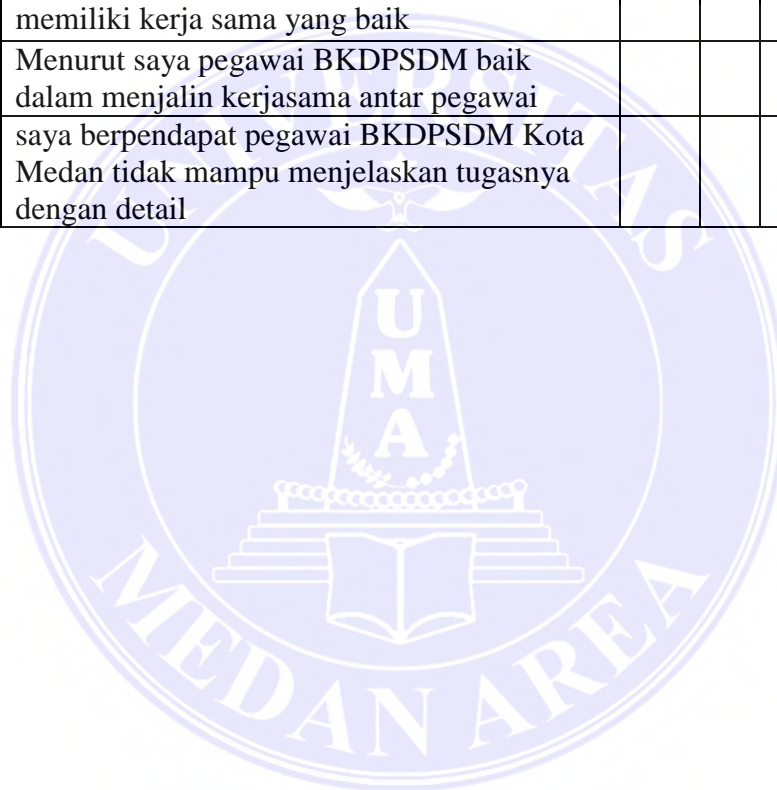 memiliki kerja sama yang baik
Menurut saya pegawai BKDPSDM baik
dalam menjalin kerjasama antar pegawai
saya berpendapat pegawai BKDPSDM Kota
Medan tidak mampu menjelaskan tugasnya
dengan detail
UNIVERSITAS
UMA
MEDAN AREA